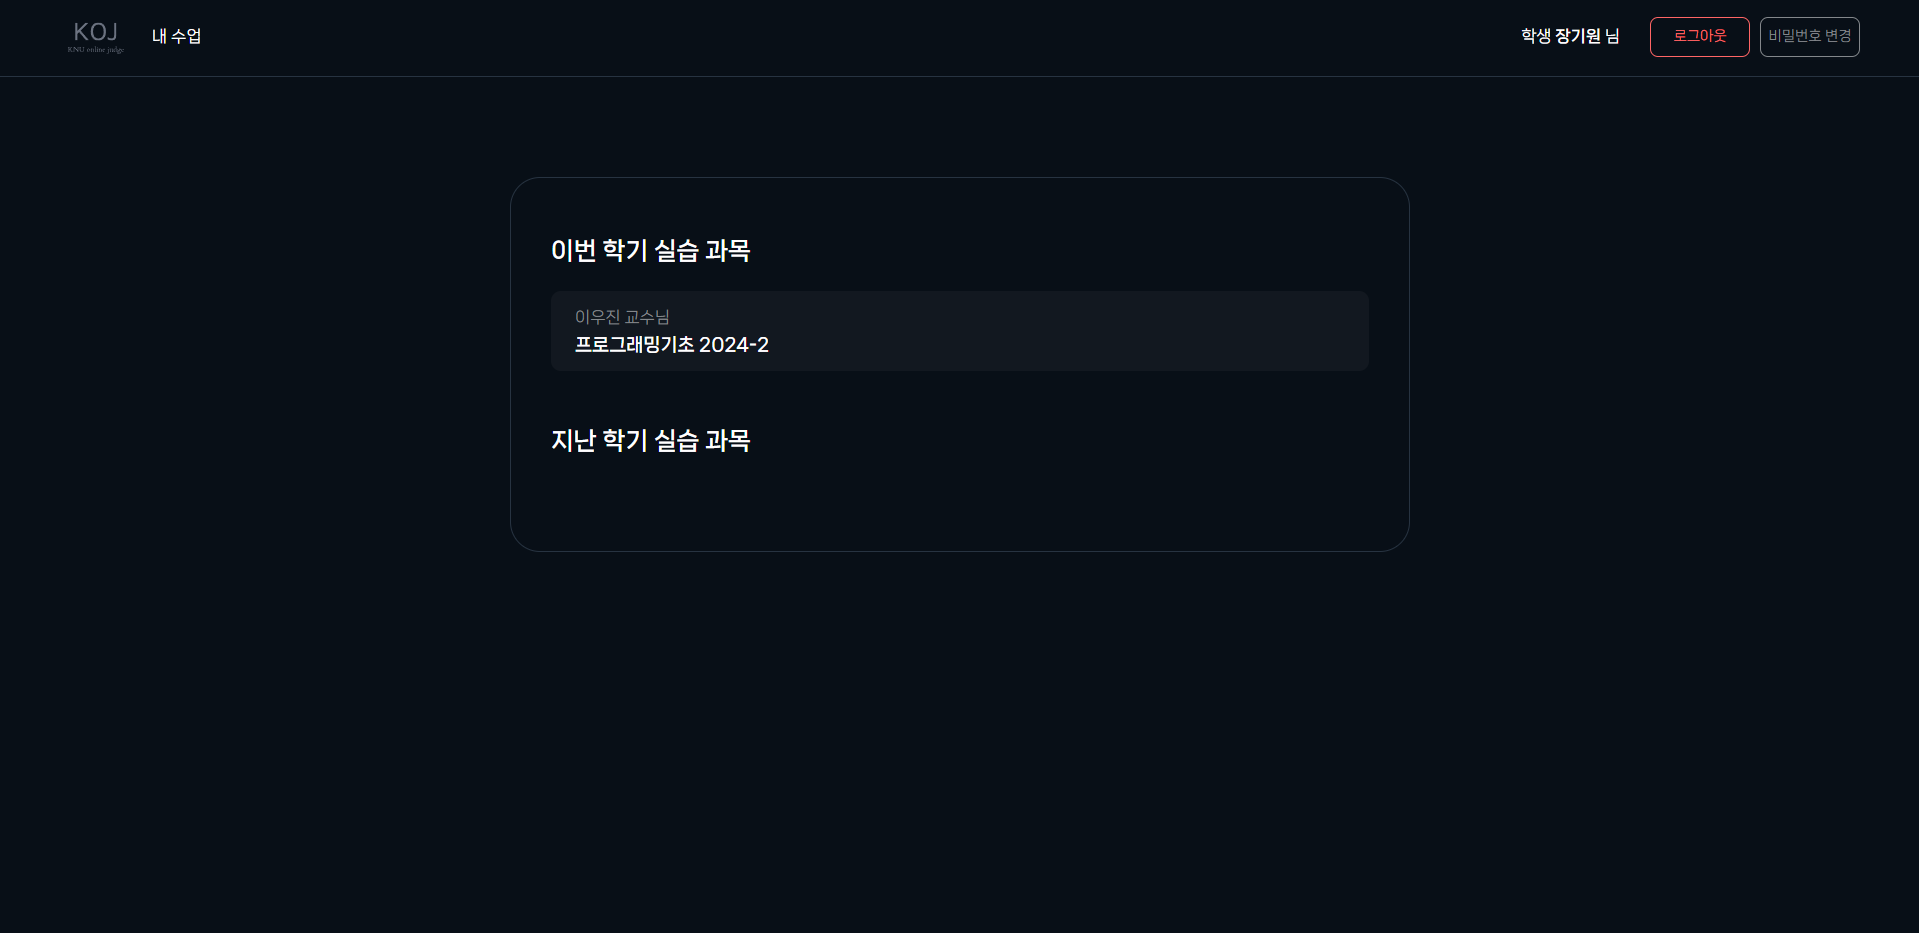 KOJ
KNU online judge
내 수업
학생 장기원 님
로그아웃
비밀번호 변경
이번 학기 실습 과목
이우진 교수님
프로그래밍기초 2024-2
지난 학기 실습 과목